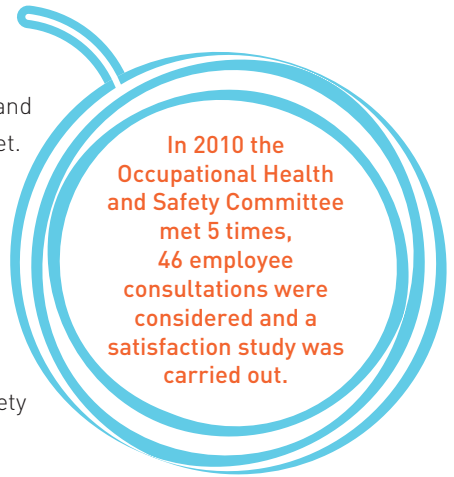 and
et.
In 2010 the
Occupational Health
and Safety Committee
met 5 times,
46 employee
consultations were
considered and a
satisfaction study was
carried out.
ety